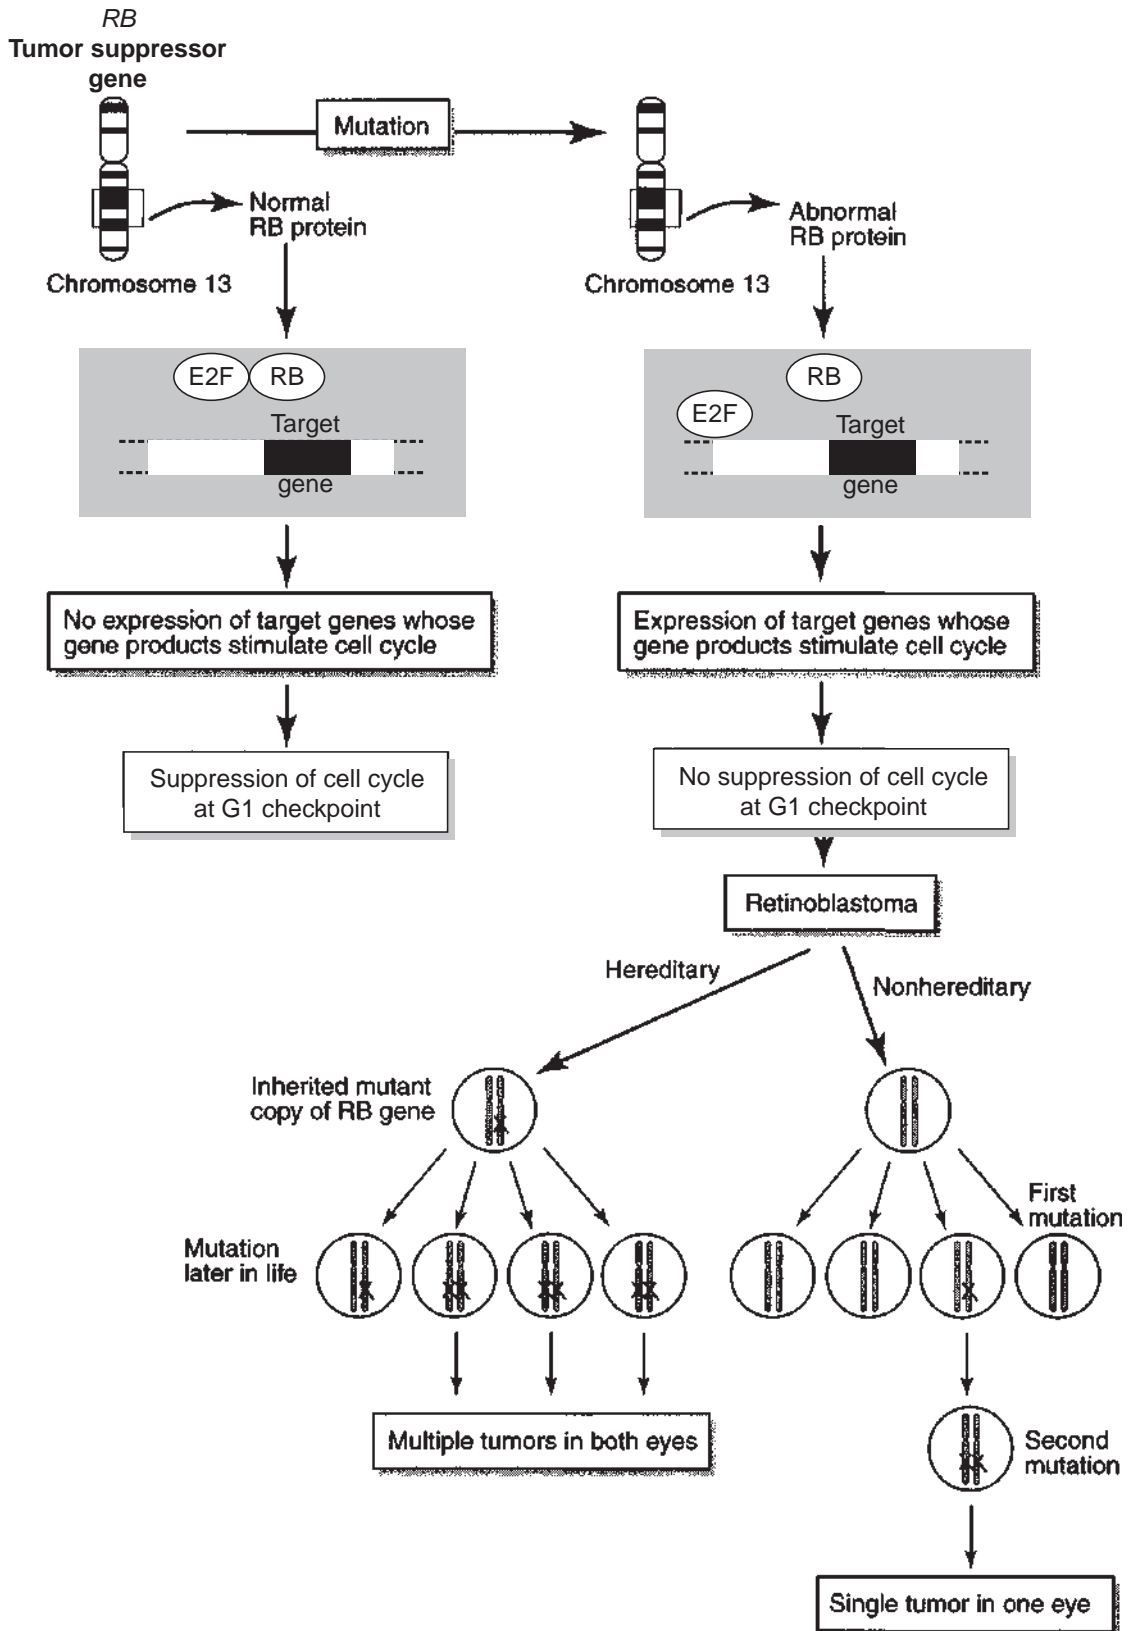 RB
Tumor suppressor
gene
Mutation
Normal
RB protein
Abnormal
RB protein
Chromosome 13
Chromosome 13
E2F
RB
Target
gene
RB
E2F
Target
gene
No expression of target genes whose
gene products stimulate cell cycle
Expression of target genes whose
gene products stimulate cell cycle
Suppression of cell cycle
at G1 checkpoint
No suppression of cell cycle
at G1 checkpoint
Retinoblastoma
Hereditary
Nonhereditary
Inherited mutant
copy of RB gene
First
mutation
Mutation
later in life
Multiple tumors in both eyes
Second
mutation
Single tumor in one eye